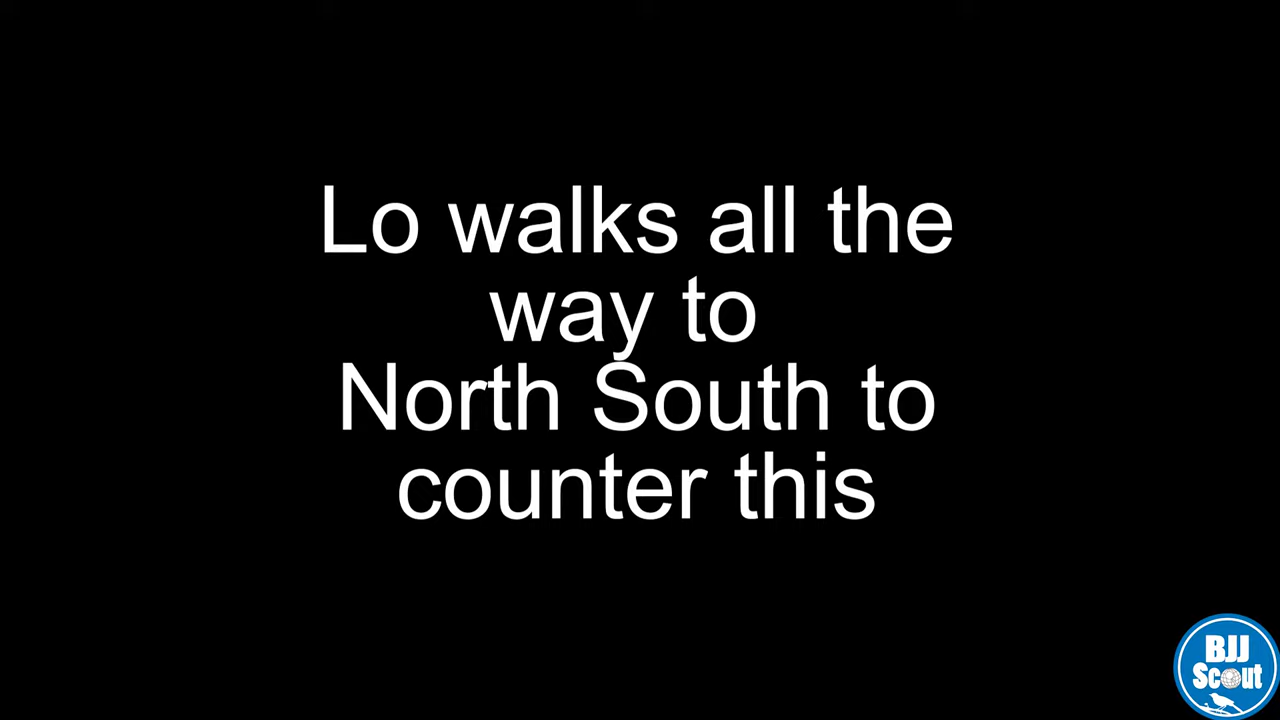 Lo walks all the
way to
North South to
counter this
BJJ
Scout